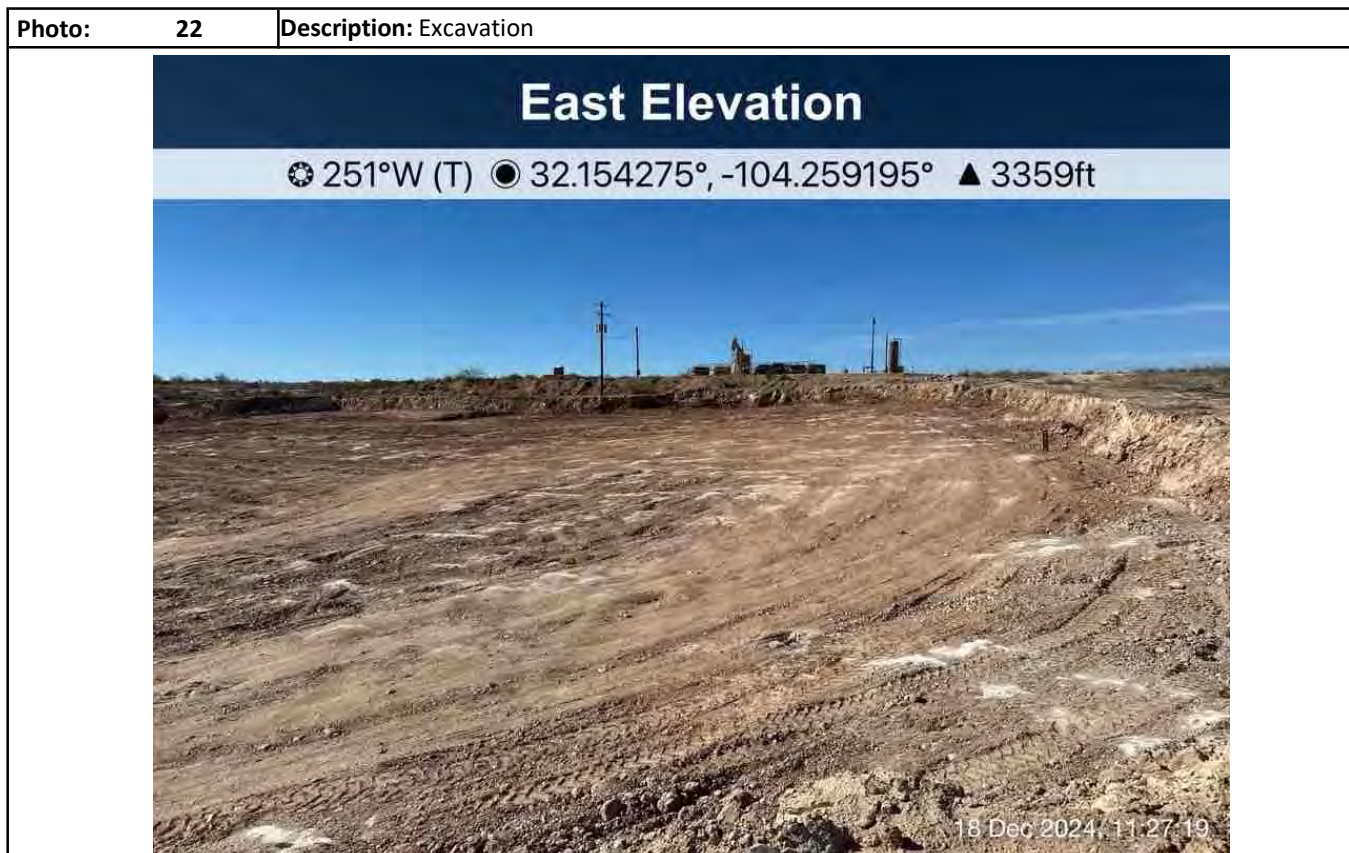 Photo: 22 Description: Excavation
East Elevation
251°W (T) 32.154275°, -104.259195° ▲ 3359ft
18 Dec 2024, 11:27:19